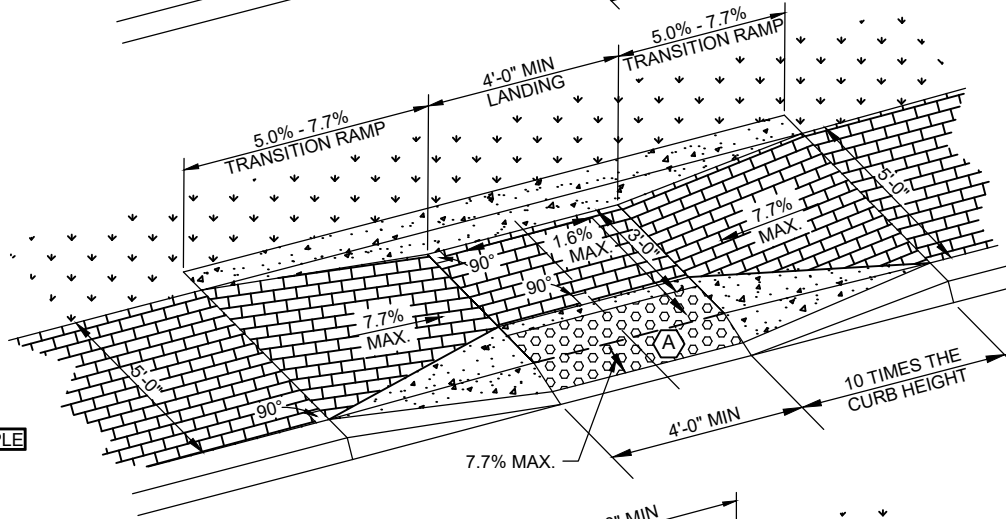 5.0% - 7.7%
TRANSITION RAMP
4'-0" MIN
LANDING
5.0% - 7.7%
TRANSITION RAMP
5'-0"
7.7%
MAX.
1.6%
MAX.
3'-0"
90°
90°
7.7%
MAX.
A
5'-0"
90°
10 TIMES THE
CURB HEIGHT
4'-0" MIN
7.7% MAX.
" MIN